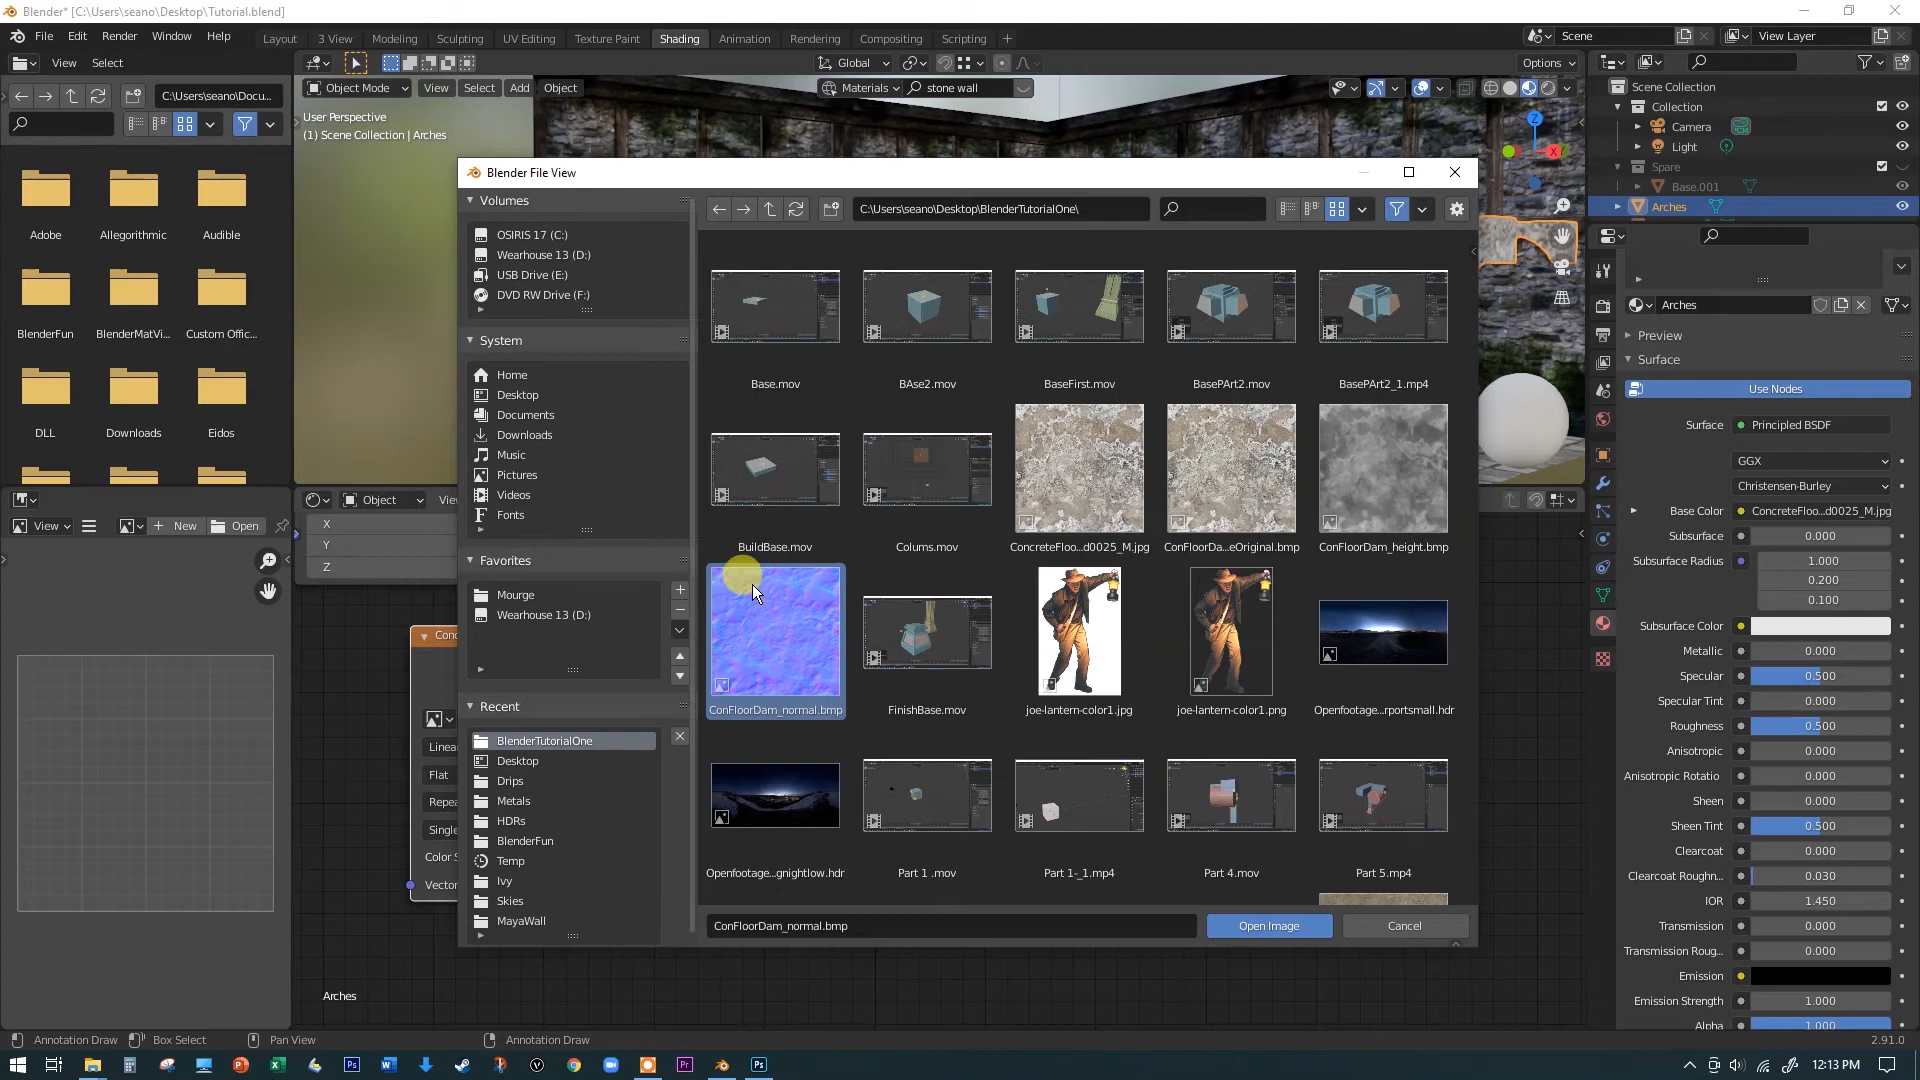 Blender* [C:\Users\seano\Desktop\Tutorial.blend]
File Edit Render Window Help
Layout 3 View Modeling Sculpting UV Editing Texture Paint Shading Animation Rendering Compositing Scripting +
Scene
View Layer
View Select
Global
Options
C:\Users\seano\Docu...
Object Mode View Select Add Object
Materials stone wall
User Perspective
(1) Scene Collection | Arches
Z
X
Scene Collection
Collection
Camera
Light
Spare
Base.001
Arches
Adobe Allegorithmic Audible
BlenderFun BlenderMatVi... Custom Offic...
DLL Downloads Eidos
Blender File View
Volumes
OSIRIS 17 (C:)
Wearhouse 13 (D:)
USB Drive (E:)
DVD RW Drive (F:)
System
Home
Desktop
Documents
Downloads
Music
Pictures
Videos
Fonts
Favorites
Mourge
Wearhouse 13 (D:)
Recent
BlenderTutorialOne
Desktop
Drips
Metals
HDRs
BlenderFun
Temp
Ivy
Skies
MayaWall
C:\Users\seano\Desktop\BlenderTutorialOne\
Base.mov BAse2.mov BaseFirst.mov BasePArt2.mov BasePArt2_1.mp4
BuildBase.mov Colums.mov ConcreteFloo...d0025_M.jpg ConFloorDa...eOriginal.bmp ConFloorDam_height.bmp
ConFloorDam_normal.bmp FinishBase.mov joe-lantern-color1.jpg joe-lantern-color1.png Openfootage...rportsmall.hdr
Openfootage...gnightlow.hdr Part 1 .mov Part 1-_1.mp4 Part 4.mov Part 5.mp4
ConFloorDam_normal.bmp
Open Image
Cancel
View + New Open
Object Vie
X
Y
Z
Conc
Linear
Flat
Repea
Single
Color S
Vector
Arches
Arches
Preview
Surface
Use Nodes
Surface Principled BSDF
GGX
Christensen-Burley
Base Color ConcreteFloo...d0025_M.jpg
Subsurface 0.000
Subsurface Radius 1.000
0.200
0.100
Subsurface Color
Metallic 0.000
Specular 0.500
Specular Tint 0.000
Roughness 0.500
Anisotropic 0.000
Anisotropic Rotatio 0.000
Sheen 0.000
Sheen Tint 0.500
Clearcoat 0.000
Clearcoat Roughn... 0.030
IOR 1.450
Transmission 0.000
Transmission Roug... 0.000
Emission
Emission Strength 1.000
Alpha 1.000
Annotation Draw Box Select Pan View Annotation Draw
2.91.0
12:13 PM